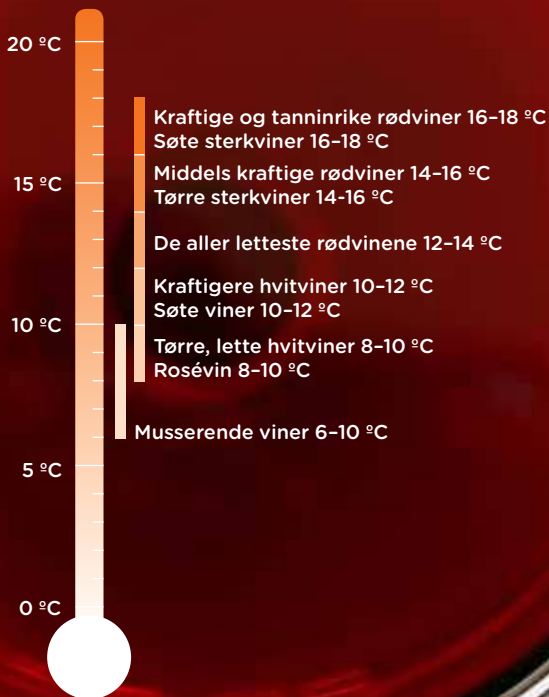 20 ºC
Kraftige og tanninrike rødviner 16–18 ºC
Søte sterkviner 16–18 ºC
Middels kraftige rødviner 14–16 ºC
15 ºC
Tørre sterkviner 14-16 ºC
De aller letteste rødvinene 12–14 ºC
Kraftigere hvitviner 10–12 ºC
Søte viner 10–12 ºC
10 ºC
Tørre, lette hvitviner 8–10 ºC
Rosévin 8–10 ºC
Musserende viner 6–10 ºC
5 ºC
0 ºC